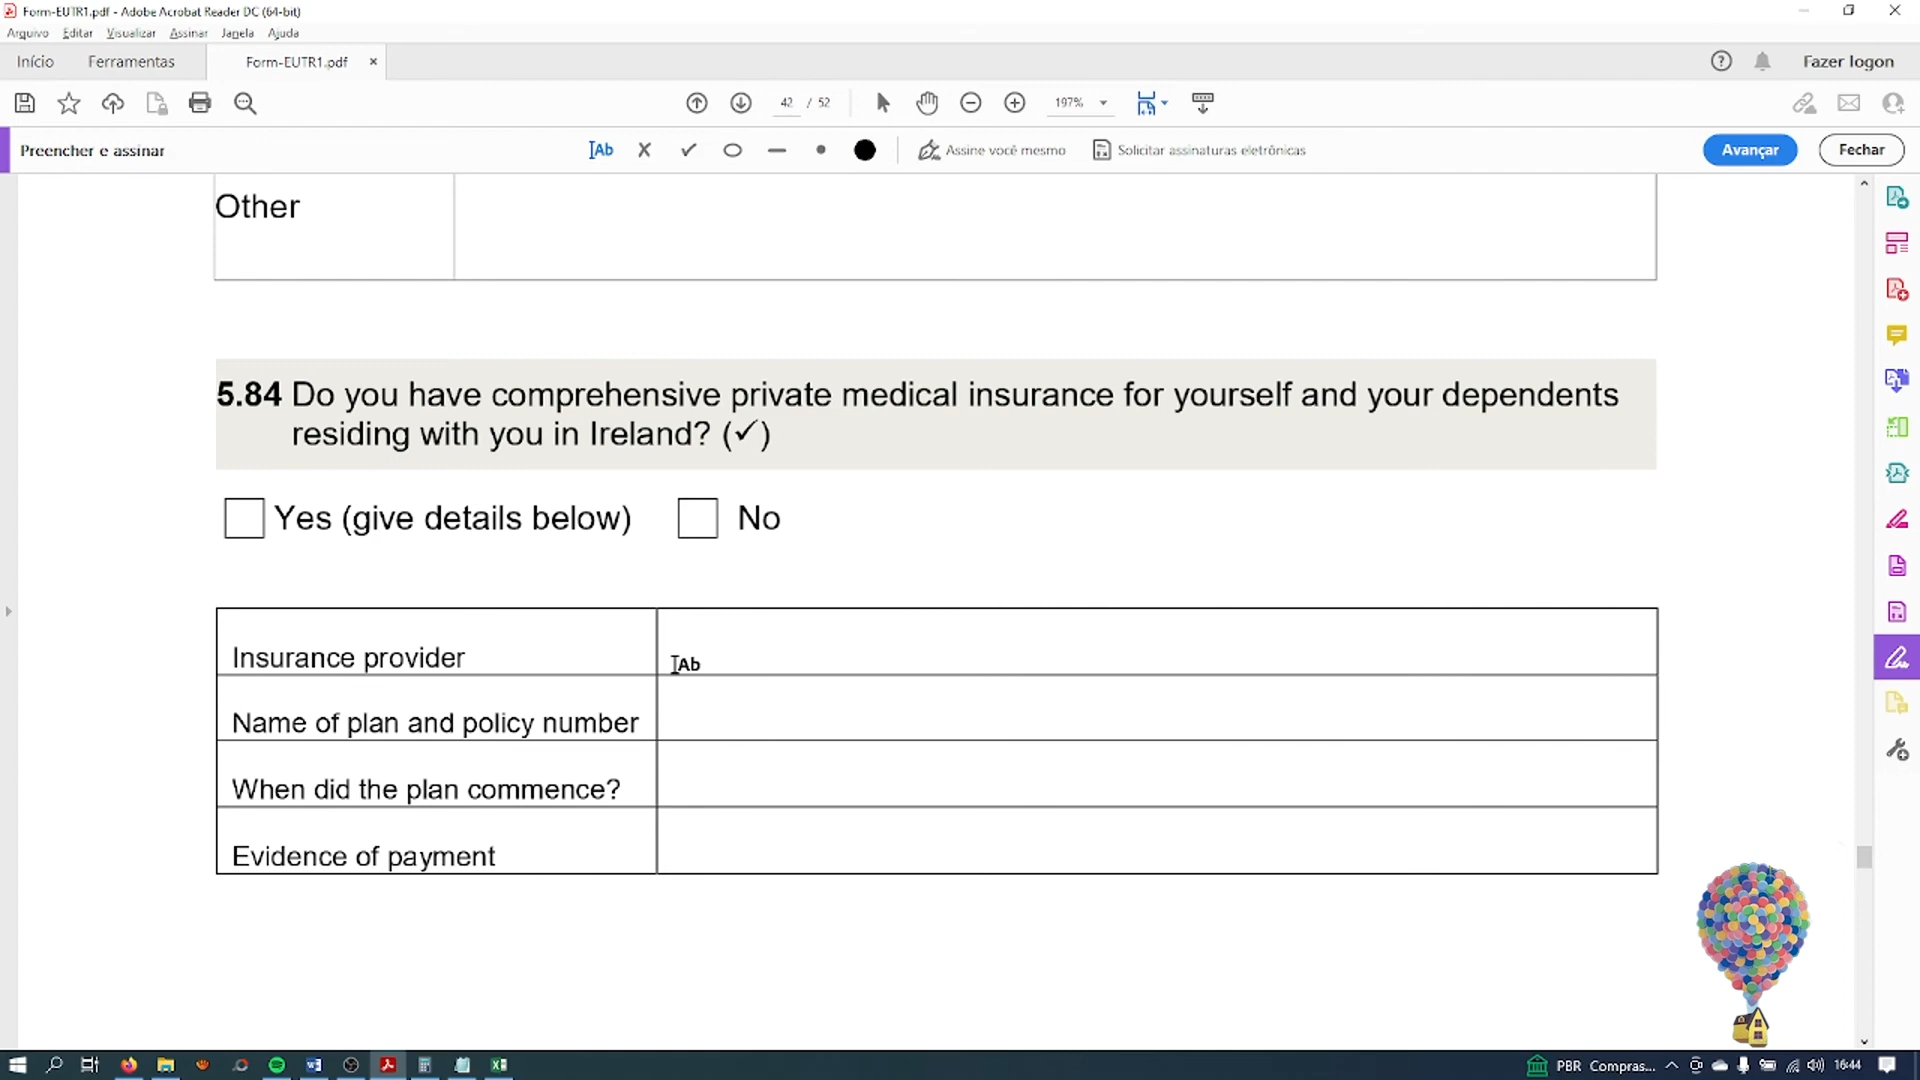 Form-EUTR1.pdf - Adobe Acrobat Reader DC (64-bit)
Arquivo Editar Visualizar Assinar Janela Ajuda
Início Ferramentas Form-EUTR1.pdf × Fazer logon
42 / 52 197%
Preencher e assinar Ab Assine você mesmo Solicitar assinaturas eletrônicas Avançar Fechar
Other
5.84 Do you have comprehensive private medical insurance for yourself and your dependents
residing with you in Ireland? (✓)
Yes (give details below) No
Insurance provider Ab
Name of plan and policy number
When did the plan commence?
Evidence of payment
PBR Compras... 16:44